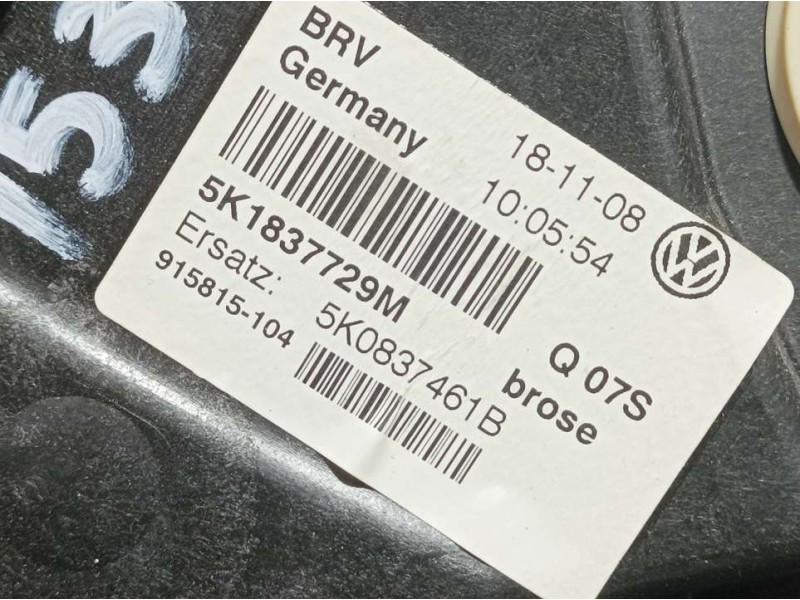 153
BRV
Germany
18-11-08
10:05:54
5K1837729M
Ersatz: 5K0837461B
915815-104
Q 07S
brose